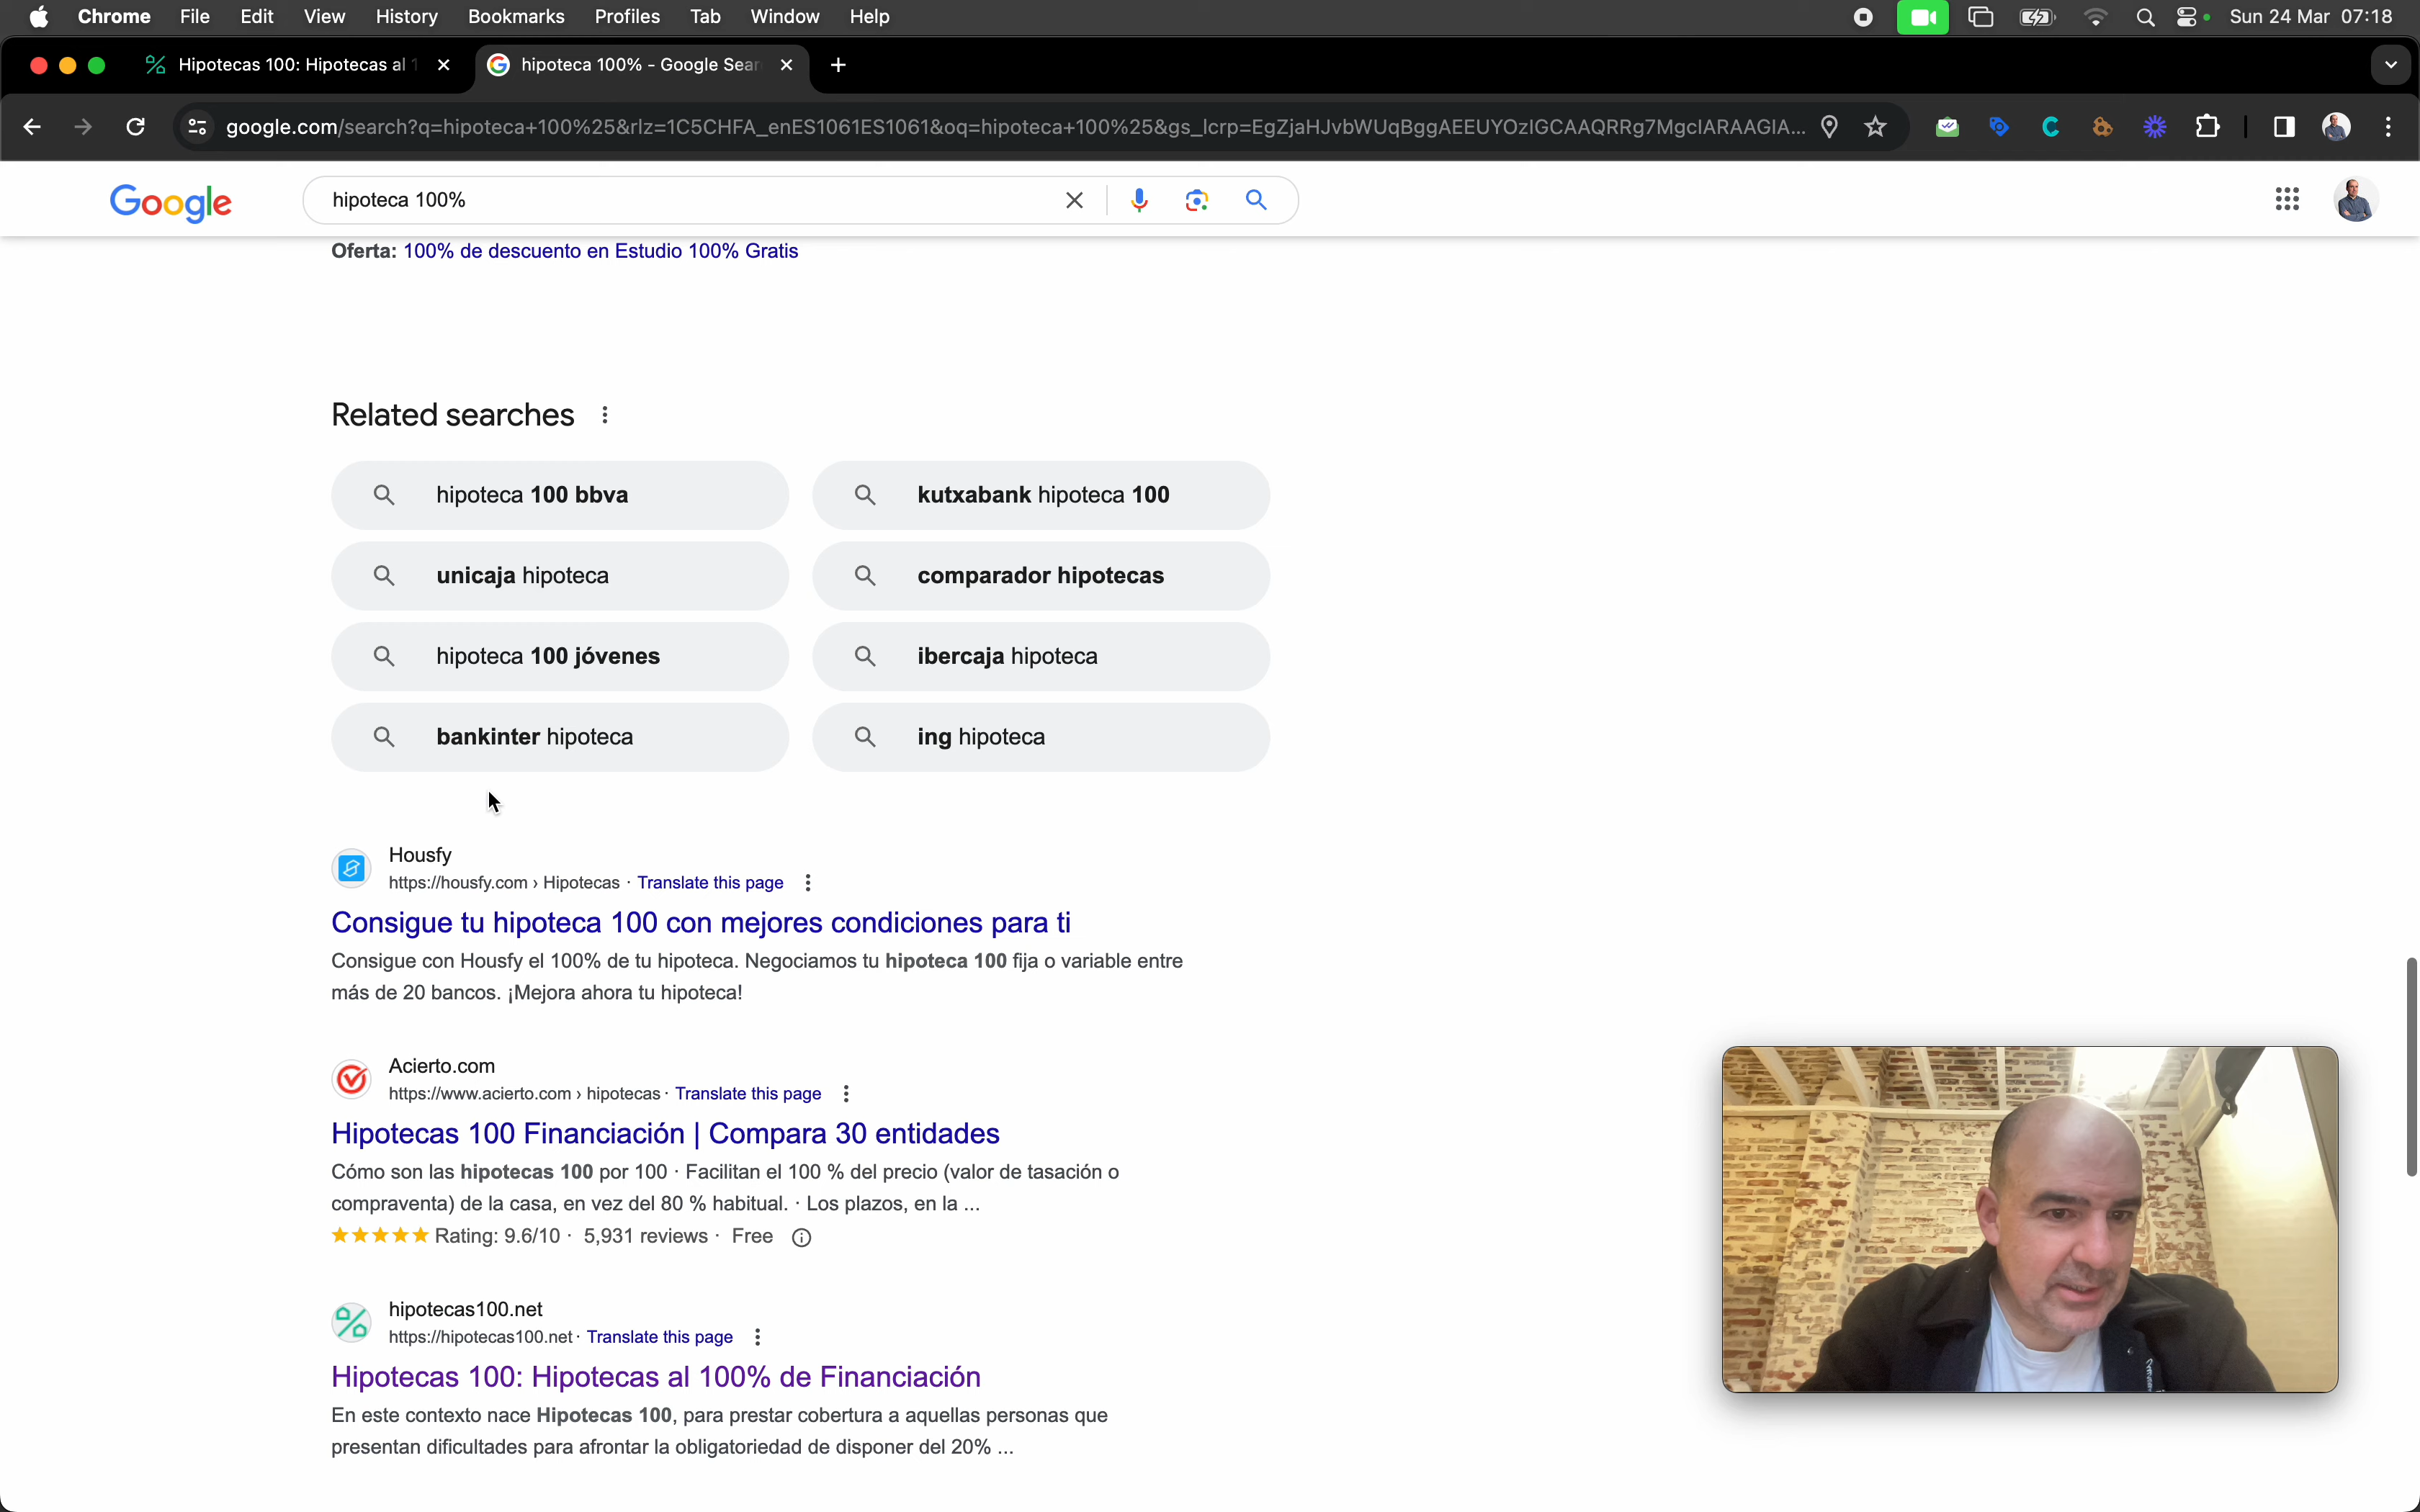 Chrome File Edit View History Bookmarks Profiles Tab Window Help Sun 24 Mar 07:18
Hipotecas 100: Hipotecas al 1 hipoteca 100% - Google Sear
google.com/search?q=hipoteca+100%25&rlz=1C5CHFA_enES1061ES1061&oq=hipoteca+100%25&gs_lcrp=EgZjaHJvbWUqBggAEEUYOzIGCAAQRRg7MgcIARAAGIA...
Google hipoteca 100%
Oferta: 100% de descuento en Estudio 100% Gratis
Related searches
hipoteca 100 bbva
kutxabank hipoteca 100
unicaja hipoteca
comparador hipotecas
hipoteca 100 jóvenes
ibercaja hipoteca
bankinter hipoteca
ing hipoteca
Housfy
https://housfy.com › Hipotecas · Translate this page
Consigue tu hipoteca 100 con mejores condiciones para ti
Consigue con Housfy el 100% de tu hipoteca. Negociamos tu hipoteca 100 fija o variable entre
más de 20 bancos. ¡Mejora ahora tu hipoteca!
Acierto.com
https://www.acierto.com › hipotecas · Translate this page
Hipotecas 100 Financiación | Compara 30 entidades
Cómo son las hipotecas 100 por 100 · Facilitan el 100 % del precio (valor de tasación o
compraventa) de la casa, en vez del 80 % habitual. · Los plazos, en la ...
Rating: 9.6/10 · 5,931 reviews · Free
hipotecas100.net
https://hipotecas100.net · Translate this page
Hipotecas 100: Hipotecas al 100% de Financiación
En este contexto nace Hipotecas 100, para prestar cobertura a aquellas personas que
presentan dificultades para afrontar la obligatoriedad de disponer del 20% ...